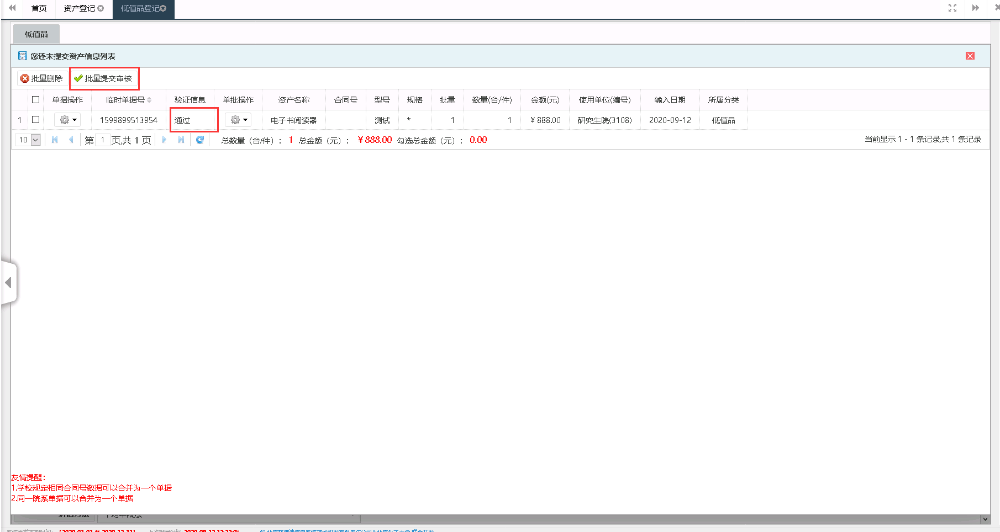 首页 资产登记 低值品登记
低值品
您还未提交资产信息列表
批量删除 批量提交审核
单据操作 临时单据号 验证信息 单批操作 资产名称 合同号 型号 规格 批量 数量(台/件) 金额(元) 使用单位(编号) 输入日期 所属分类
1 1599899513954 通过 电子书阅读器 测试 * 1 1 ¥ 888.00 研究生院(3108) 2020-09-12 低值品
10 第 1 页,共 1 页 总数量（台/件）： 1 总金额（元）： ¥ 888.00 勾选总金额（元）： 0.00 当前显示 1 - 1 条记录,共 1 条记录
友情提醒：
1.学校规定相同合同号数据可以合并为一个单据
2.同一院系单据可以合并为一个单据